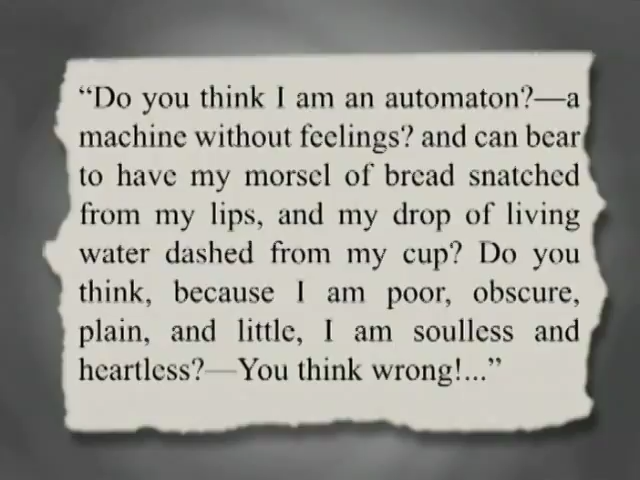 “Do you think I am an automaton?—a
machine without feelings? and can bear
to have my morsel of bread snatched
from my lips, and my drop of living
water dashed from my cup? Do you
think, because I am poor, obscure,
plain, and little, I am soulless and
heartless?—You think wrong!...”